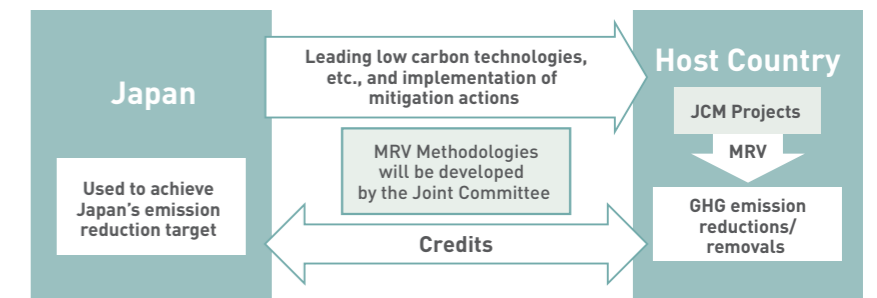 Japan
Used to achieve
Japan's emission
reduction target
Leading low carbon technologies,
etc., and implementation of
mitigation actions
MRV Methodologies
will be developed
by the Joint Committee
Credits
Host Country
JCM Projects
MRV
GHG emission
reductions/
removals